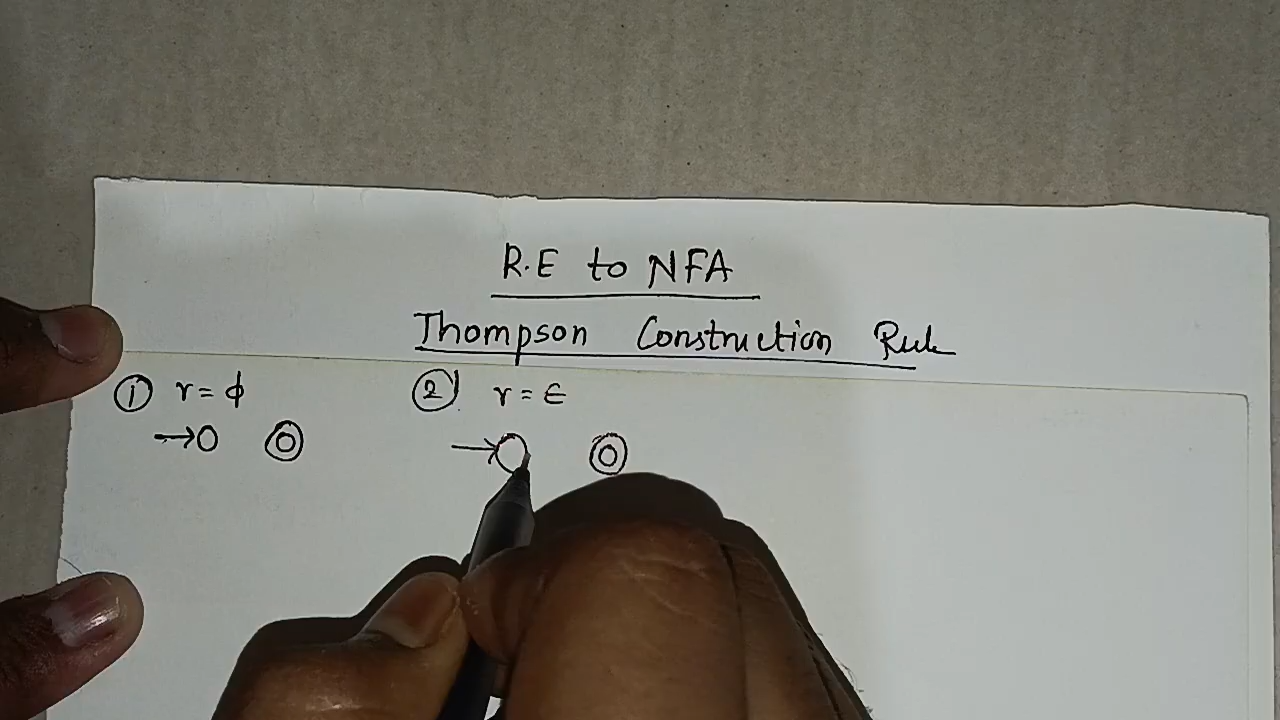 R.E to NFA
Thompson Construction Rule
① r = ϕ
② r = ε